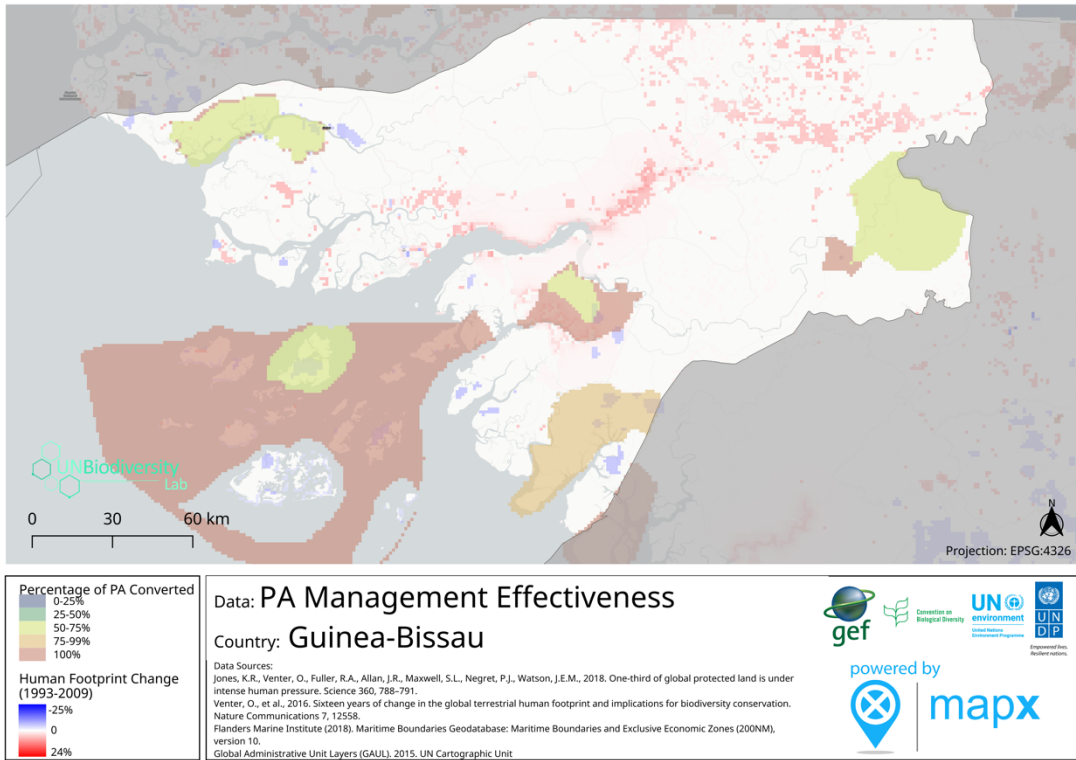 UNBiodiversity
Lab
0 30 60 km
N
Projection: EPSG:4326
Percentage of PA Converted
0-25%
25-50%
50-75%
75-99%
100%
Human Footprint Change
(1993-2009)
-25%
0
24%
Data: PA Management Effectiveness
Country: Guinea-Bissau
Data Sources:
Jones, K.R., Venter, O., Fuller, R.A., Allan, J.R., Maxwell, S.L., Negret, P.J., Watson, J.E.M., 2018. One-third of global protected land is under
intense human pressure. Science 360, 788–791.
Venter, O., et al., 2016. Sixteen years of change in the global terrestrial human footprint and implications for biodiversity conservation.
Nature Communications 7, 12558.
Flanders Marine Institute (2018). Maritime Boundaries Geodatabase: Maritime Boundaries and Exclusive Economic Zones (200NM),
version 10.
Global Administrative Unit Layers (GAUL). 2015. UN Cartographic Unit
gef
Convention on
Biological Diversity
UN
environment
United Nations
Environment Programme
U N
D P
Empowered lives.
Resilient nations.
powered by
mapx